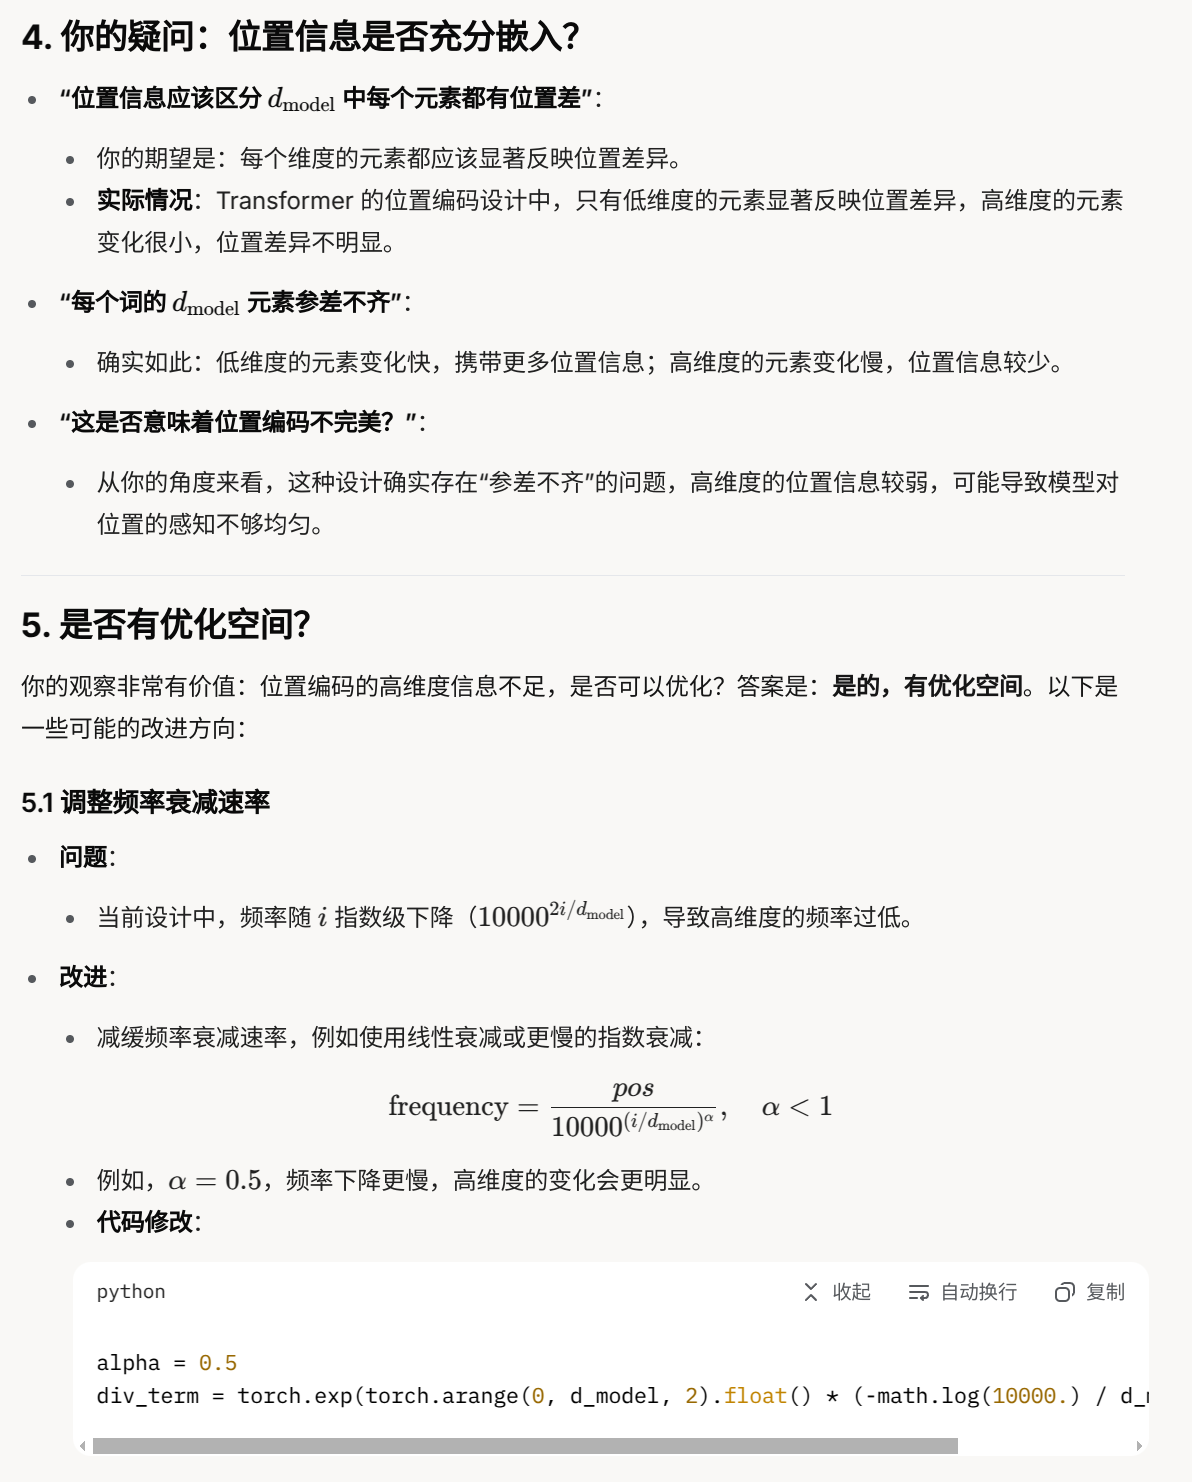 4. 你的疑问：位置信息是否充分嵌入？
“位置信息应该区分 d_model 中每个元素都有位置差”：
你的期望是：每个维度的元素都应该显著反映位置差异。
实际情况：Transformer 的位置编码设计中，只有低维度的元素显著反映位置差异，高维度的元素
变化很小，位置差异不明显。
“每个词的 d_model 元素参差不齐”：
确实如此：低维度的元素变化快，携带更多位置信息；高维度的元素变化慢，位置信息较少。
“这是否意味着位置编码不完美？”：
从你的角度来看，这种设计确实存在“参差不齐”的问题，高维度的位置信息较弱，可能导致模型对
位置的感知不够均匀。
5. 是否有优化空间？
你的观察非常有价值：位置编码的高维度信息不足，是否可以优化？答案是：是的，有优化空间。以下是
一些可能的改进方向：
5.1 调整频率衰减速率
问题：
当前设计中，频率随 i 指数级下降（10000^{2i/d_model}），导致高维度的频率过低。
改进：
减缓频率衰减速率，例如使用线性衰减或更慢的指数衰减：
frequency = pos / 10000^{(i/d_model)^α}, α < 1
例如，α = 0.5，频率下降更慢，高维度的变化会更明显。
代码修改：
python 收起 自动换行 复制
alpha = 0.5
div_term = torch.exp(torch.arange(0, d_model, 2).float() * (-math.log(10000.) / d_